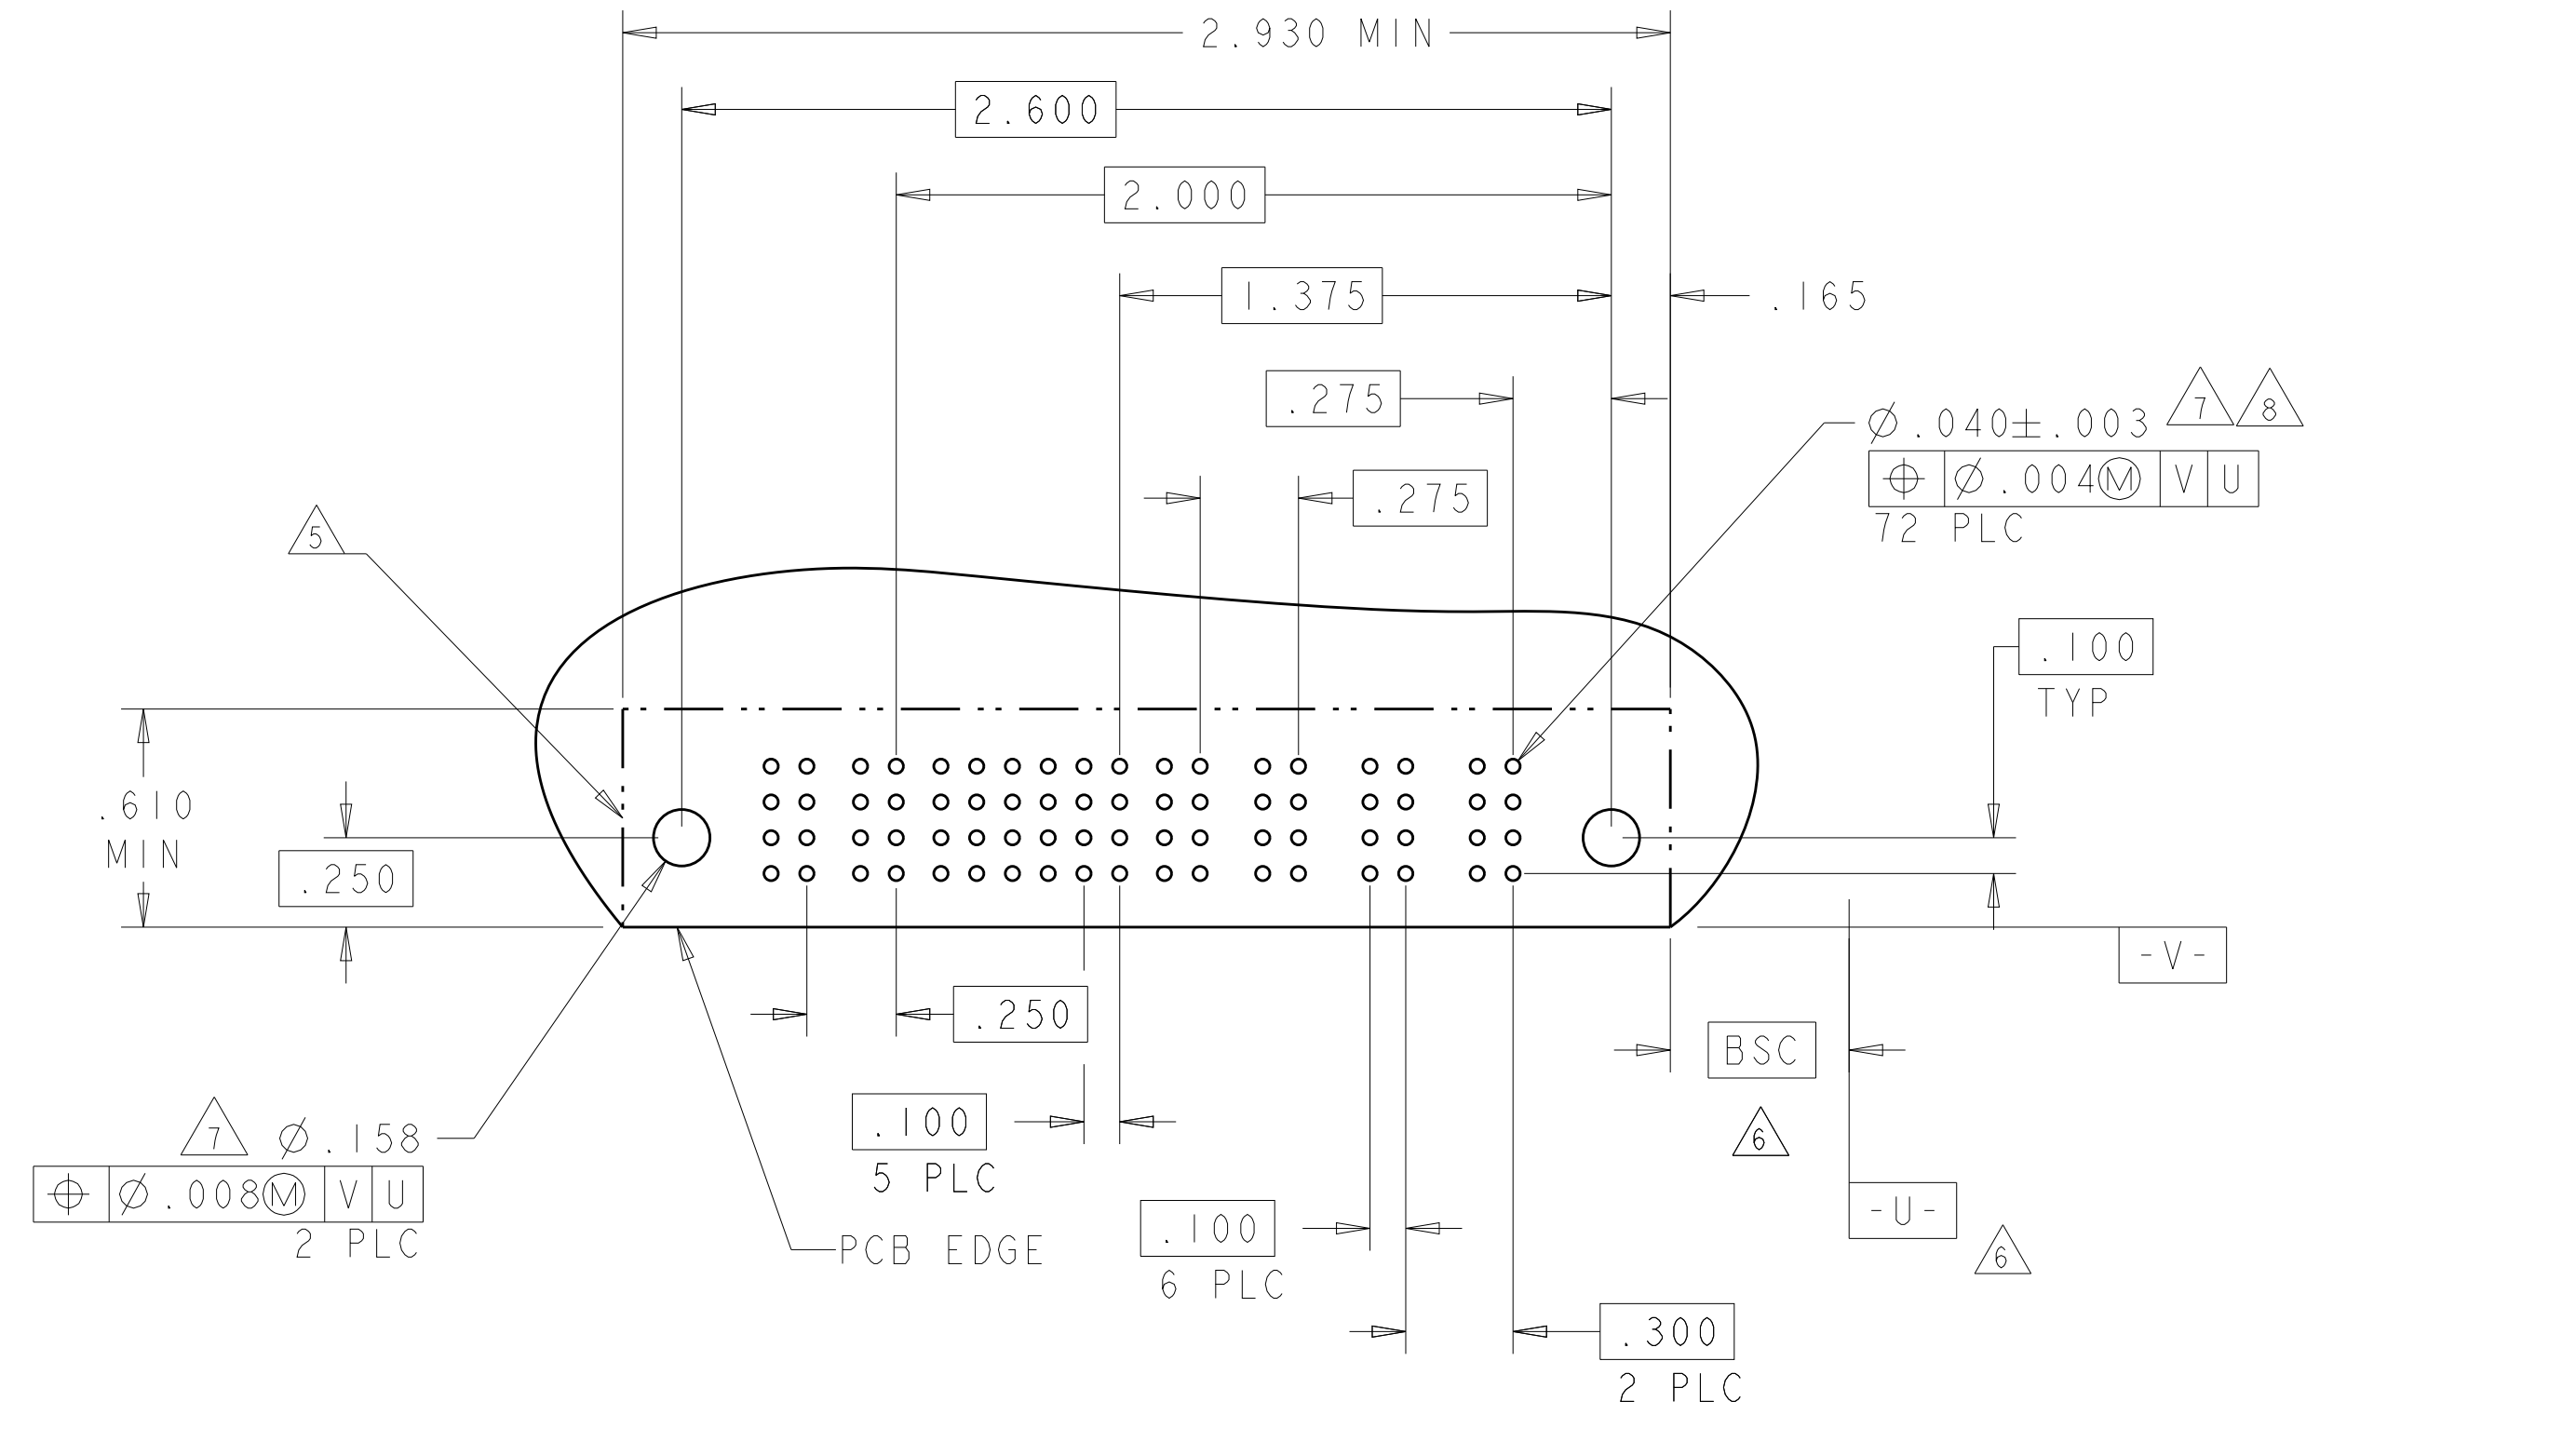 2.930 MIN
2.600
2.000
1.375
.165
.275
7 8
Ø.040±.003
⌖ Ø.004Ⓜ V U
72 PLC
.275
5
.100
TYP
.610
MIN
.250
-V-
.250
BSC
6
.100
5 PLC
7 Ø.158
⌖ Ø.008Ⓜ V U
2 PLC
PCB EDGE
.100
6 PLC
-U-
6
.300
2 PLC